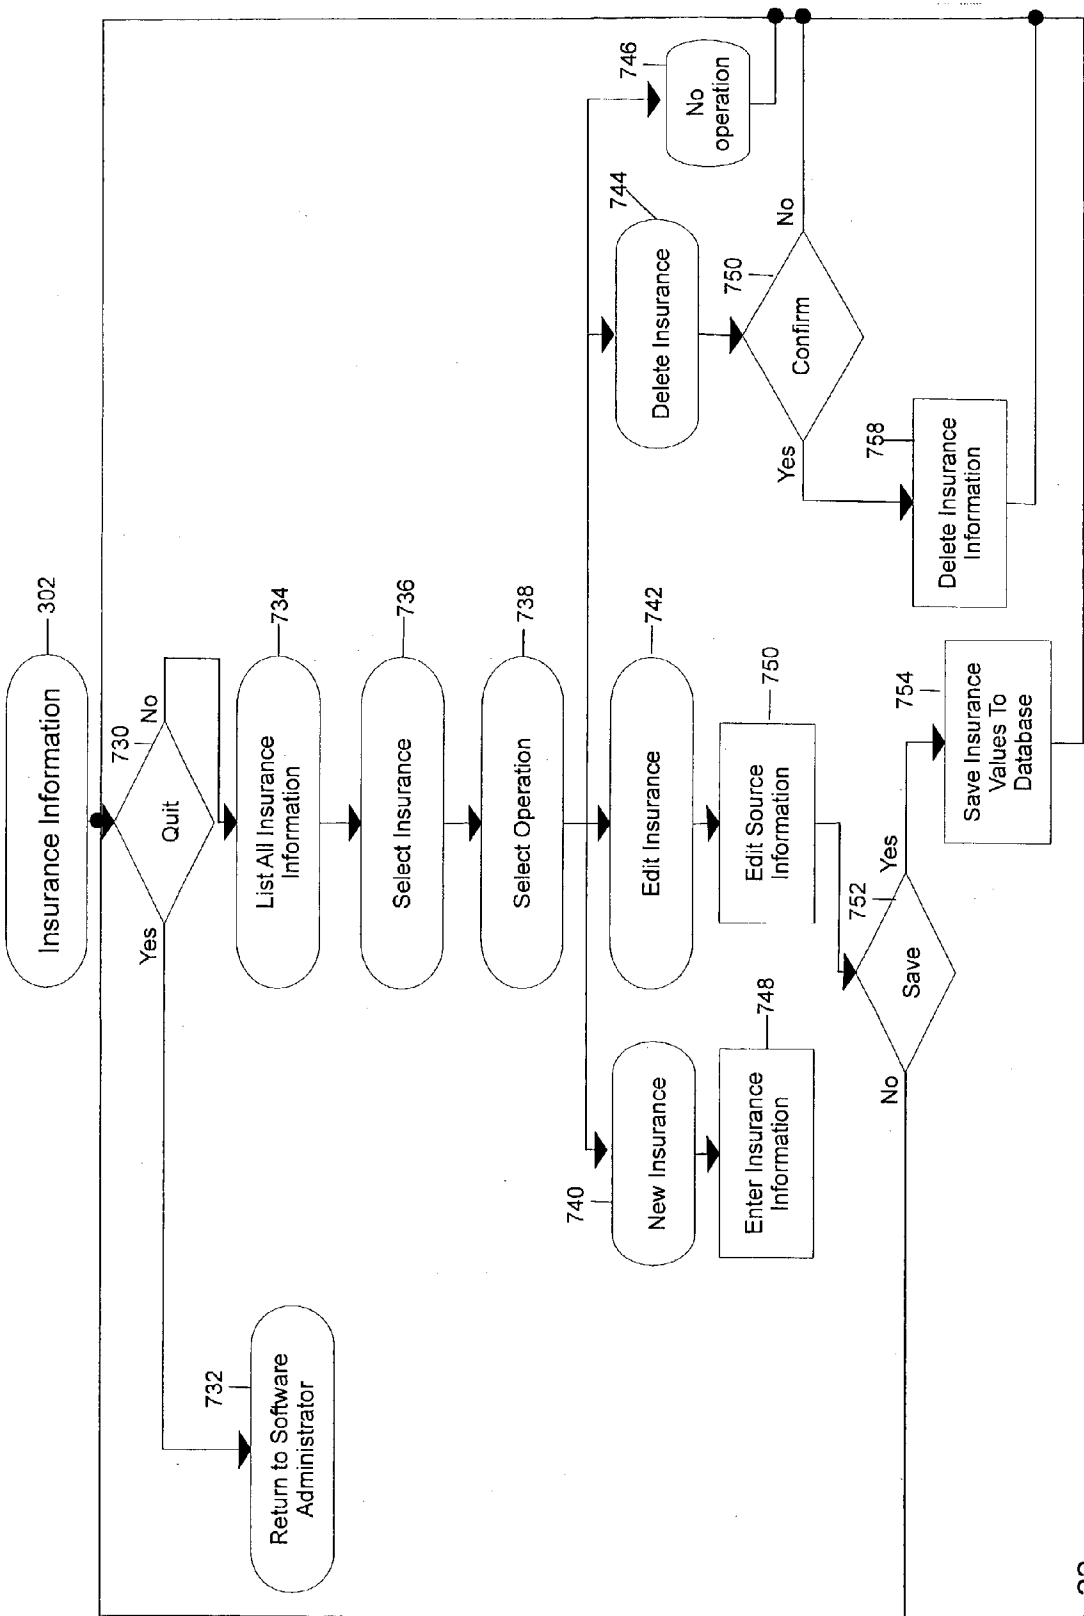 Insurance Information
302
730
Quit
Yes
No
732
Return to Software
Administrator
734
List All Insurance
Information
736
Select Insurance
738
Select Operation
740
New Insurance
742
Edit Insurance
744
Delete Insurance
746
No
operation
748
Enter Insurance
Information
750
Edit Source
Information
750
Confirm
Yes
No
752
Save
No
Yes
754
Save Insurance
Values To
Database
758
Delete Insurance
Information